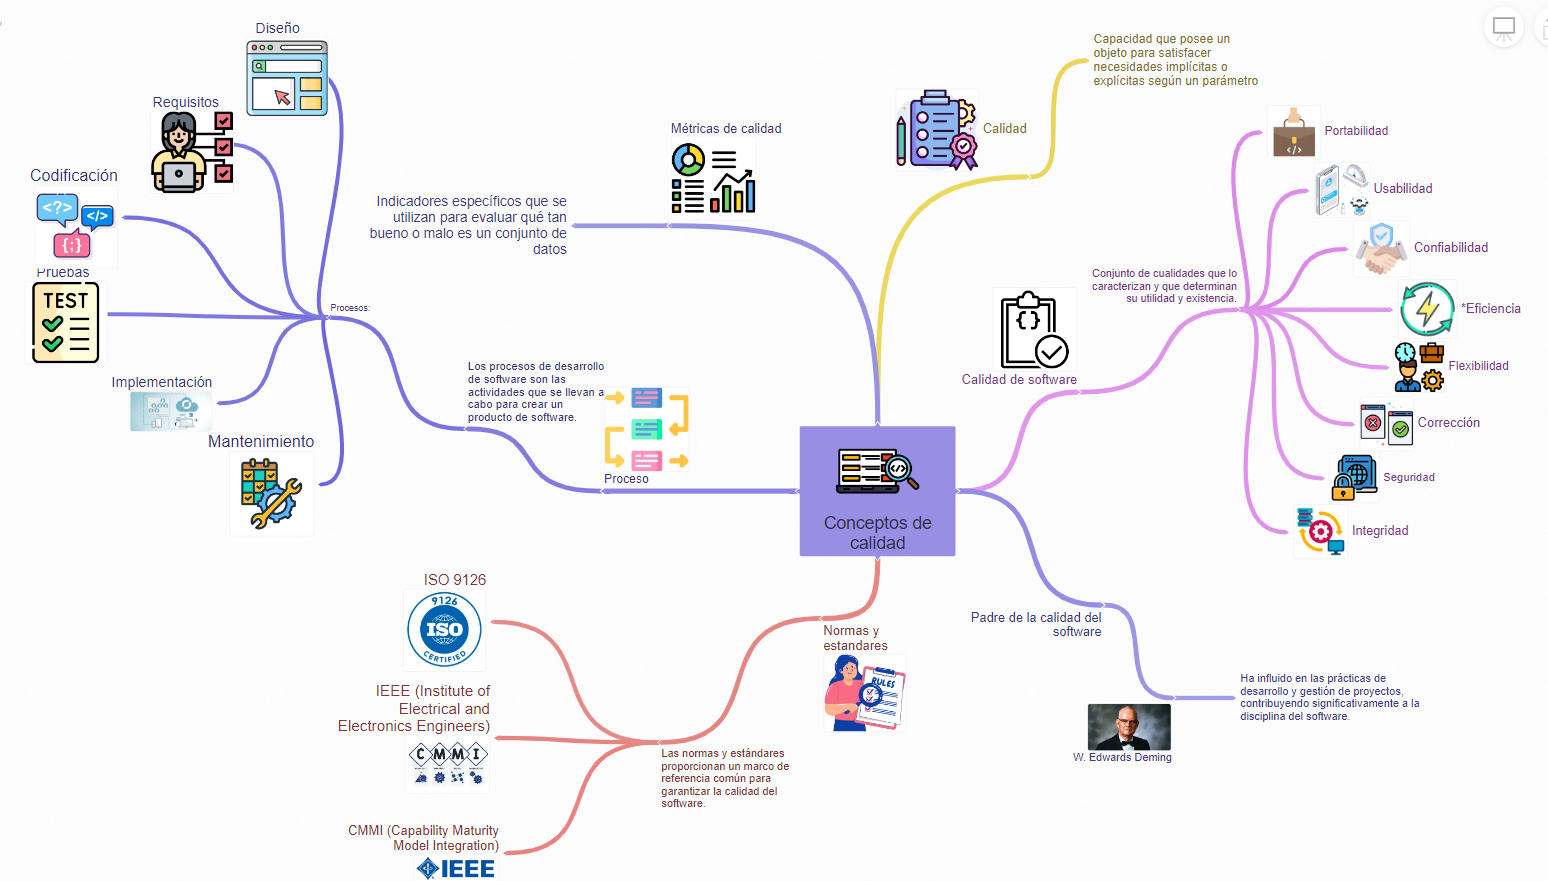 Diseño
Requisitos
Codificación
<?>
</>
{;}
Pruebas
TEST
Implementación
Mantenimiento
Procesos:
Los procesos de desarrollo
de software son las
actividades que se llevan a
cabo para crear un
producto de software.
Proceso
Métricas de calidad
Indicadores específicos que se
utilizan para evaluar qué tan
bueno o malo es un conjunto de
datos
Calidad
Capacidad que posee un
objeto para satisfacer
necesidades implícitas o
explícitas según un parámetro
Conceptos de
calidad
</>
{}
Calidad de software
Conjunto de cualidades que lo
caracterizan y que determinan
su utilidad y existencia.
</>
Portabilidad
Usabilidad
Confiabilidad
*Eficiencia
Flexibilidad
Corrección
Seguridad
Integridad
Padre de la calidad del
software
W. Edwards Deming
Ha influido en las prácticas de
desarrollo y gestión de proyectos,
contribuyendo significativamente a la
disciplina del software.
Normas y
estandares
RULES
Las normas y estándares
proporcionan un marco de
referencia común para
garantizar la calidad del
software.
ISO 9126
9126
ISO
CERTIFIED
IEEE (Institute of
Electrical and
Electronics Engineers)
CMMI
CMMI (Capability Maturity
Model Integration)
IEEE